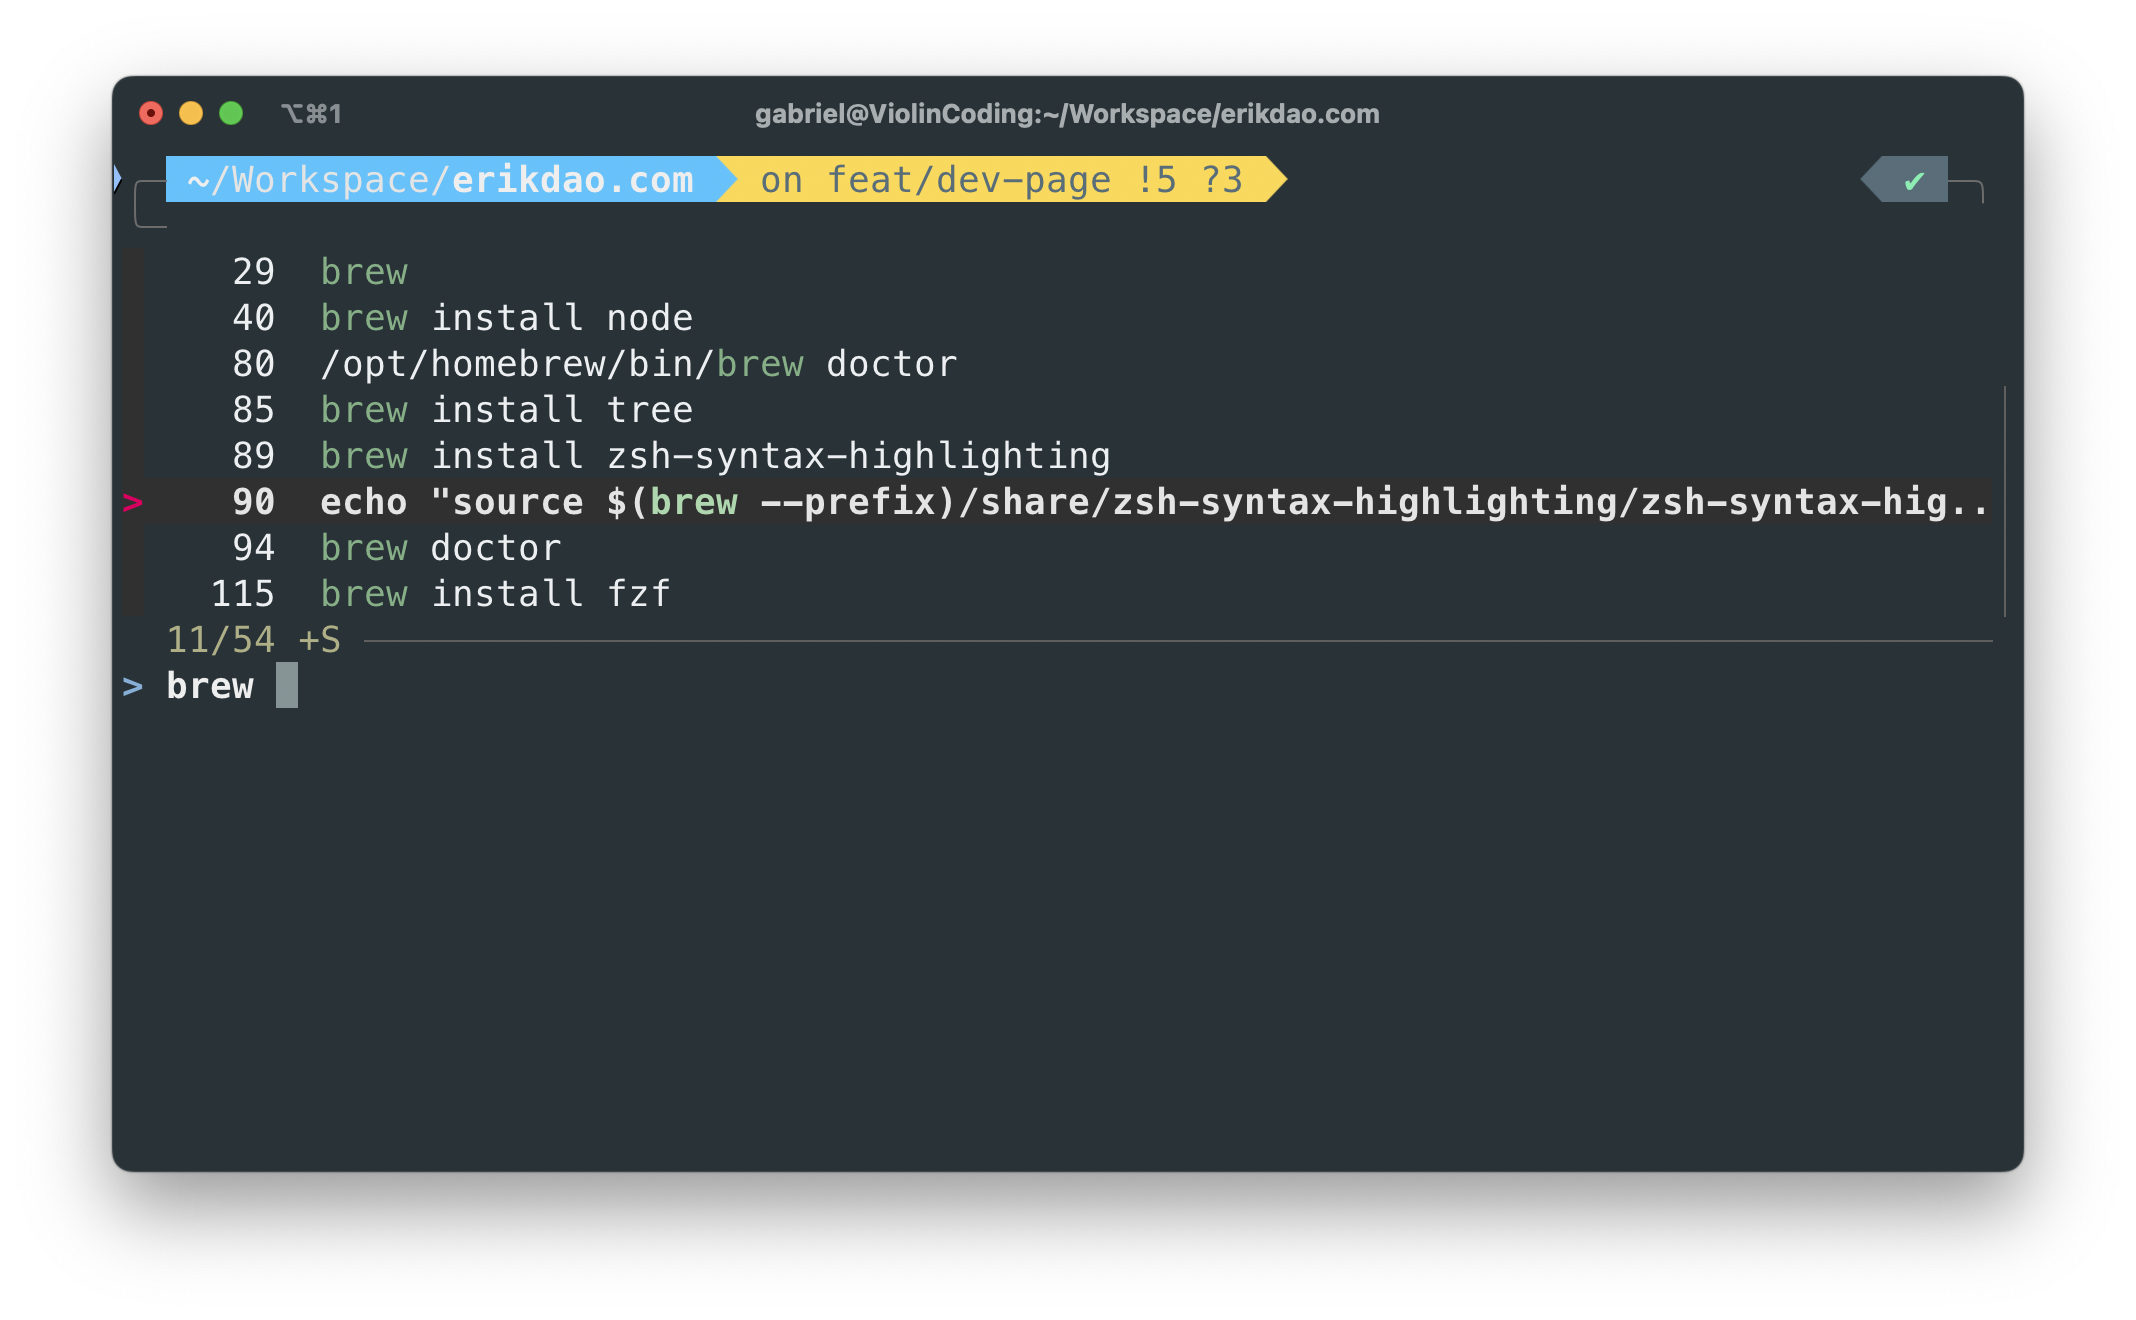 ⌥⌘1 gabriel@ViolinCoding:~/Workspace/erikdao.com
~/Workspace/erikdao.com on feat/dev-page !5 ?3 ✔
29 brew
40 brew install node
80 /opt/homebrew/bin/brew doctor
85 brew install tree
89 brew install zsh-syntax-highlighting
> 90 echo "source $(brew --prefix)/share/zsh-syntax-highlighting/zsh-syntax-hig..
94 brew doctor
115 brew install fzf
11/54 +S
> brew